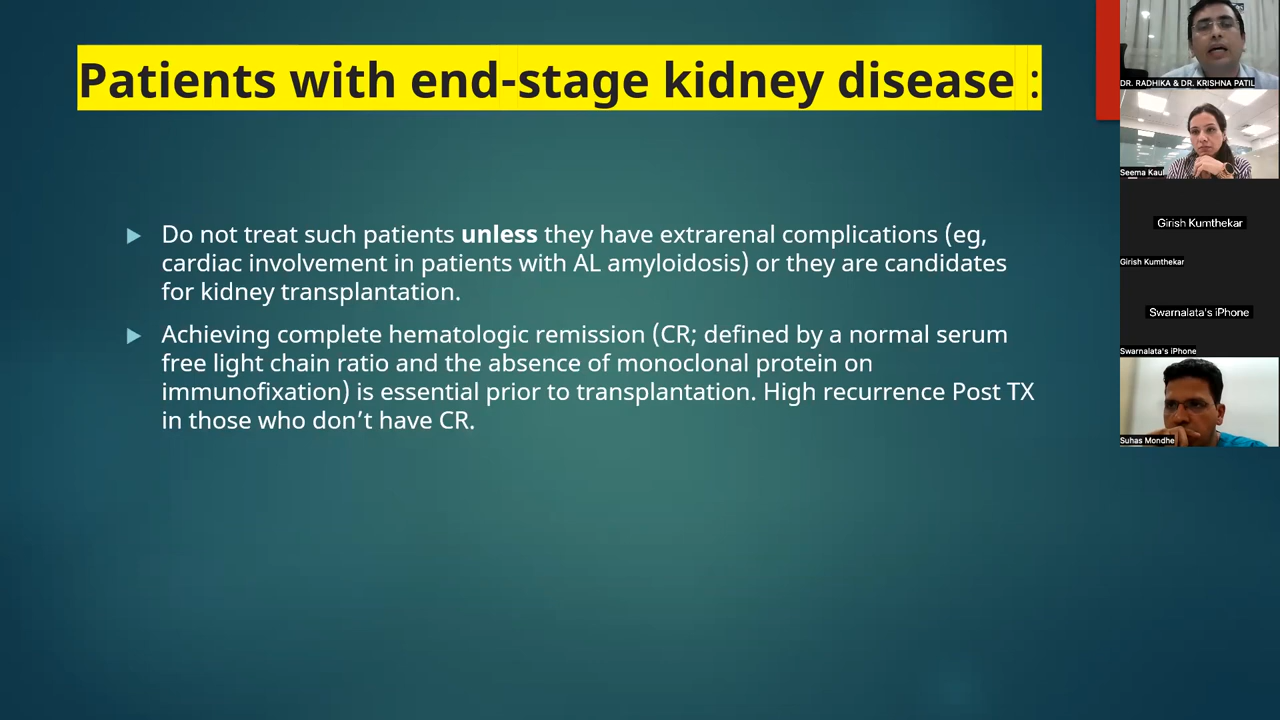 Patients with end-stage kidney disease :
Do not treat such patients unless they have extrarenal complications (eg,
cardiac involvement in patients with AL amyloidosis) or they are candidates
for kidney transplantation.
Achieving complete hematologic remission (CR; defined by a normal serum
free light chain ratio and the absence of monoclonal protein on
immunofixation) is essential prior to transplantation. High recurrence Post TX
in those who don’t have CR.
DR. RADHIKA & DR. KRISHNA PATIL
Seema Kaul
Girish Kumthekar
Girish Kumthekar
Swarnalata's iPhone
Swarnalata's iPhone
Suhas Mondhe